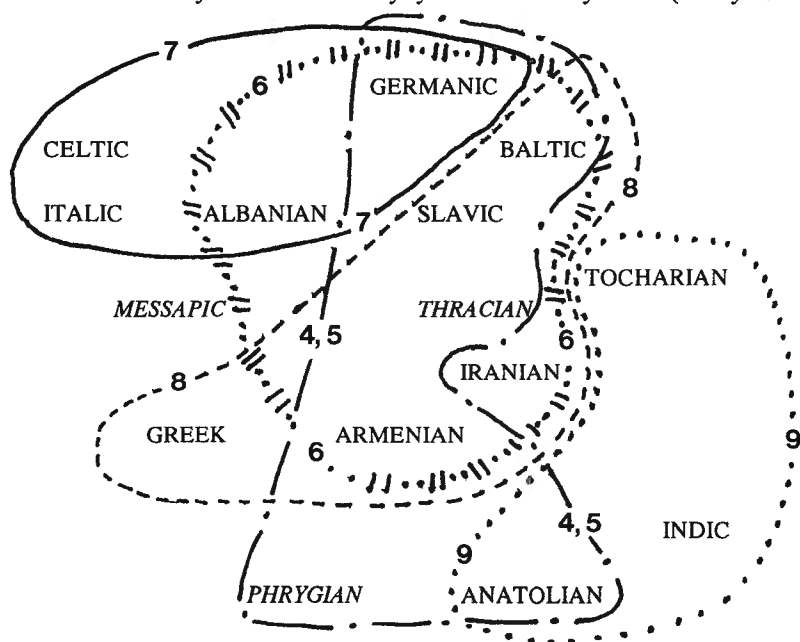 7
6
GERMANIC
CELTIC
BALTIC
8
ITALIC
ALBANIAN
7
SLAVIC
TOCHARIAN
MESSAPIC
THRACIAN
4, 5
6
8
IRANIAN
GREEK
ARMENIAN
6
9
4, 5
INDIC
9
PHRYGIAN
ANATOLIAN